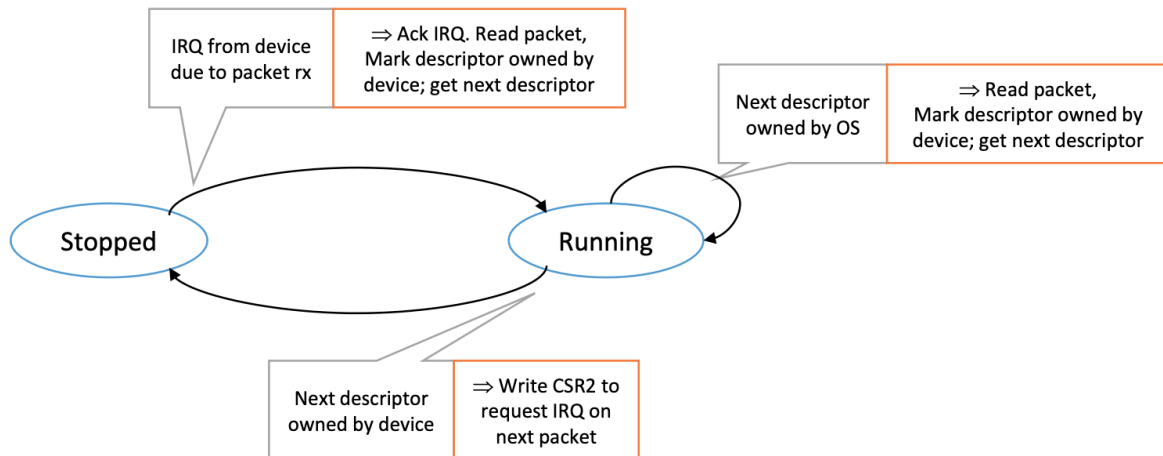 IRQ from device
due to packet rx
⇒ Ack IRQ. Read packet,
Mark descriptor owned by
device; get next descriptor
Next descriptor
owned by OS
⇒ Read packet,
Mark descriptor owned by
device; get next descriptor
Stopped
Running
Next descriptor
owned by device
⇒ Write CSR2 to
request IRQ on
next packet